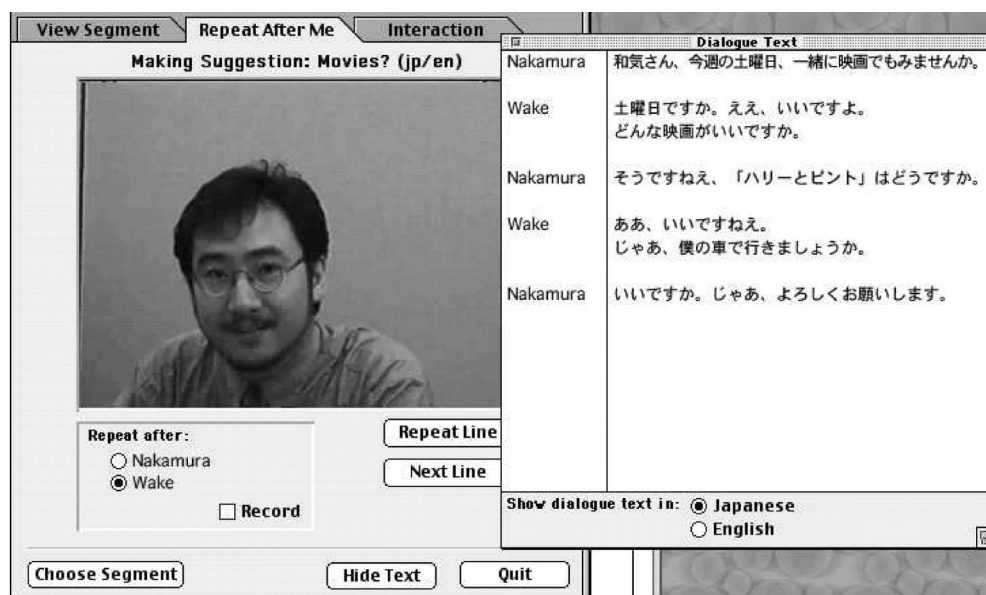 View Segment
Repeat After Me
Interaction
Making Suggestion: Movies? (jp/en)
Repeat after:
Nakamura
Wake
Record
Repeat Line
Next Line
Choose Segment
Hide Text
Quit
Dialogue Text
Nakamura 和気さん、今週の土曜日、一緒に映画でもみませんか。
Wake 土曜日ですか。ええ、いいですよ。
どんな映画がいいですか。
Nakamura そうですねえ、「ハリーとピント」はどうですか。
Wake ああ、いいですねえ。
じゃあ、僕の車で行きましょうか。
Nakamura いいですか。じゃあ、よろしくお願いします。
Show dialogue text in: Japanese
English